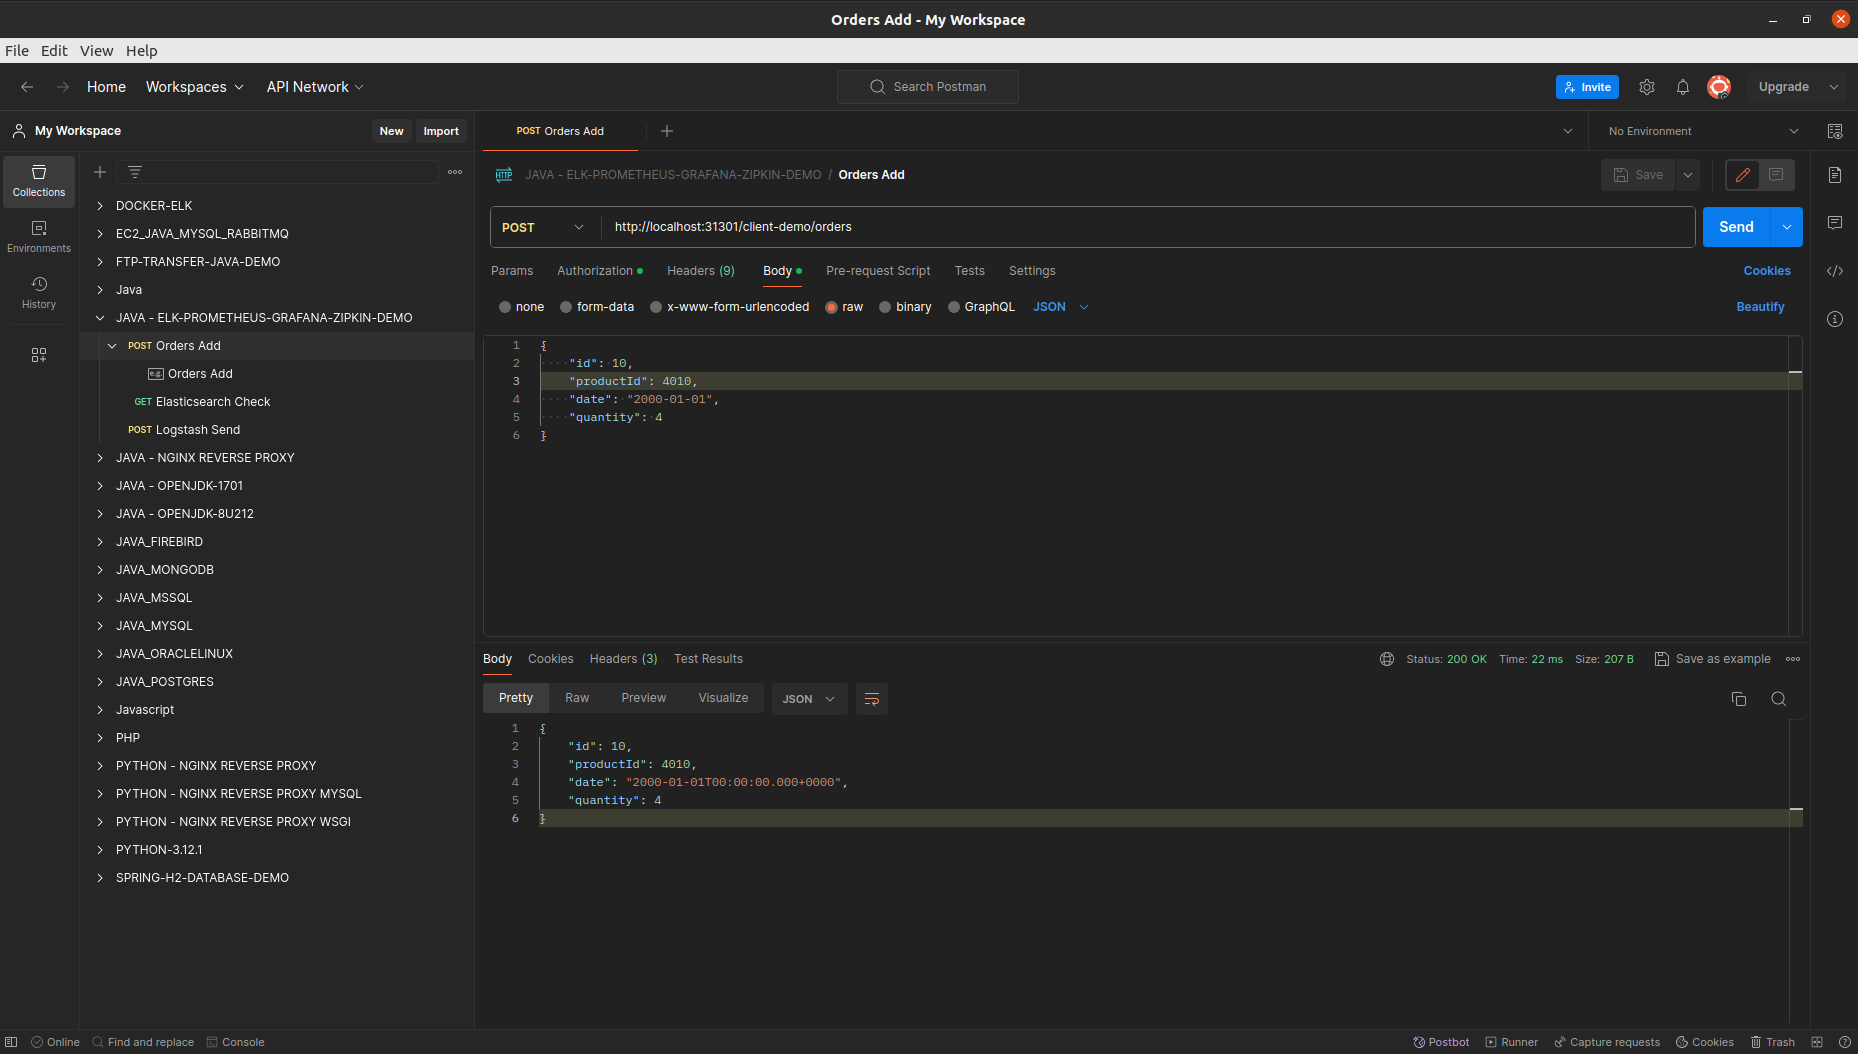 Orders Add - My Workspace
File Edit View Help
Home Workspaces API Network Search Postman Invite Upgrade
My Workspace New Import
POST Orders Add No Environment
Collections
Environments
History
DOCKER-ELK
EC2_JAVA_MYSQL_RABBITMQ
FTP-TRANSFER-JAVA-DEMO
Java
JAVA - ELK-PROMETHEUS-GRAFANA-ZIPKIN-DEMO
POST Orders Add
e.g. Orders Add
GET Elasticsearch Check
POST Logstash Send
JAVA - NGINX REVERSE PROXY
JAVA - OPENJDK-1701
JAVA - OPENJDK-8U212
JAVA_FIREBIRD
JAVA_MONGODB
JAVA_MSSQL
JAVA_MYSQL
JAVA_ORACLELINUX
JAVA_POSTGRES
Javascript
PHP
PYTHON - NGINX REVERSE PROXY
PYTHON - NGINX REVERSE PROXY MYSQL
PYTHON - NGINX REVERSE PROXY WSGI
PYTHON-3.12.1
SPRING-H2-DATABASE-DEMO
HTTP JAVA - ELK-PROMETHEUS-GRAFANA-ZIPKIN-DEMO / Orders Add Save
POST http://localhost:31301/client-demo/orders Send
Params Authorization Headers (9) Body Pre-request Script Tests Settings Cookies
none form-data x-www-form-urlencoded raw binary GraphQL JSON Beautify
1 {
2 "id": 10,
3 "productId": 4010,
4 "date": "2000-01-01",
5 "quantity": 4
6 }
Body Cookies Headers (3) Test Results Status: 200 OK Time: 22 ms Size: 207 B Save as example
Pretty Raw Preview Visualize JSON
1 {
2 "id": 10,
3 "productId": 4010,
4 "date": "2000-01-01T00:00:00.000+0000",
5 "quantity": 4
6 }
Online Find and replace Console Postbot Runner Capture requests Cookies Trash